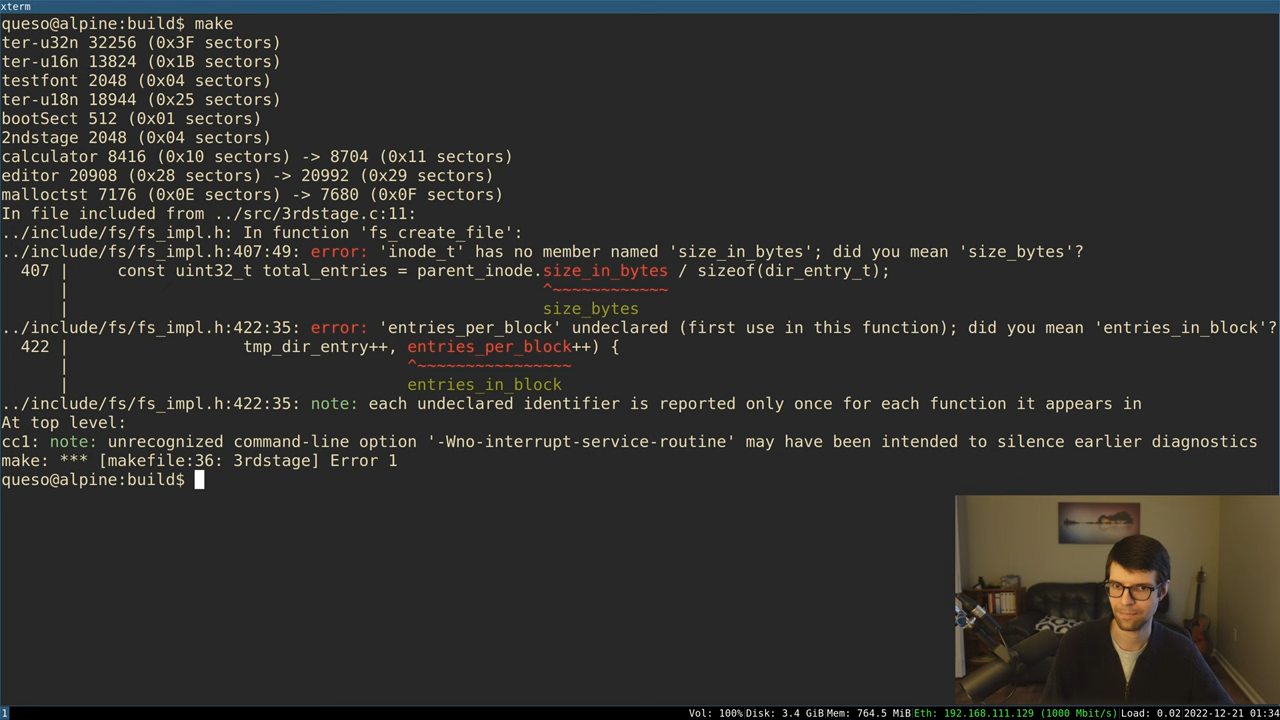 xterm
queso@alpine:build$ make
ter-u32n 32256 (0x3F sectors)
ter-u16n 13824 (0x1B sectors)
testfont 2048 (0x04 sectors)
ter-u18n 18944 (0x25 sectors)
bootSect 512 (0x01 sectors)
2ndstage 2048 (0x04 sectors)
calculator 8416 (0x10 sectors) -> 8704 (0x11 sectors)
editor 20908 (0x28 sectors) -> 20992 (0x29 sectors)
malloctst 7176 (0x0E sectors) -> 7680 (0x0F sectors)
In file included from ../src/3rdstage.c:11:
../include/fs/fs_impl.h: In function 'fs_create_file':
../include/fs/fs_impl.h:407:49: error: 'inode_t' has no member named 'size_in_bytes'; did you mean 'size_bytes'?
  407 |     const uint32_t total_entries = parent_inode.size_in_bytes / sizeof(dir_entry_t);
      |                                                 ^~~~~~~~~~~~~
      |                                                 size_bytes
../include/fs/fs_impl.h:422:35: error: 'entries_per_block' undeclared (first use in this function); did you mean 'entries_in_block'?
  422 |                  tmp_dir_entry++, entries_per_block++) {
      |                                   ^~~~~~~~~~~~~~~~~
      |                                   entries_in_block
../include/fs/fs_impl.h:422:35: note: each undeclared identifier is reported only once for each function it appears in
At top level:
cc1: note: unrecognized command-line option '-Wno-interrupt-service-routine' may have been intended to silence earlier diagnostics
make: *** [makefile:36: 3rdstage] Error 1
queso@alpine:build$
1 Vol: 100% Disk: 3.4 GiB Mem: 764.5 MiB Eth: 192.168.111.129 (1000 Mbit/s) Load: 0.02 2022-12-21 01:34